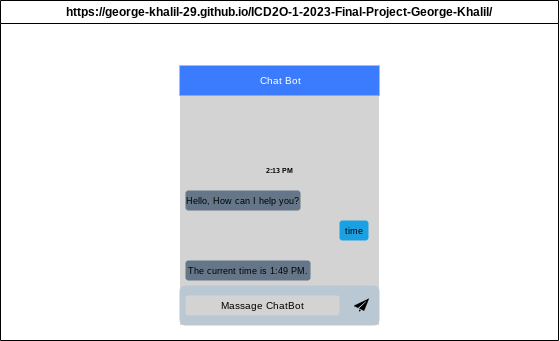 https://george-khalil-29.github.io/ICD2O-1-2023-Final-Project-George-Khalil/
Chat Bot
2:13 PM
Hello, How can I help you?
time
The current time is 1:49 PM.
Massage ChatBot